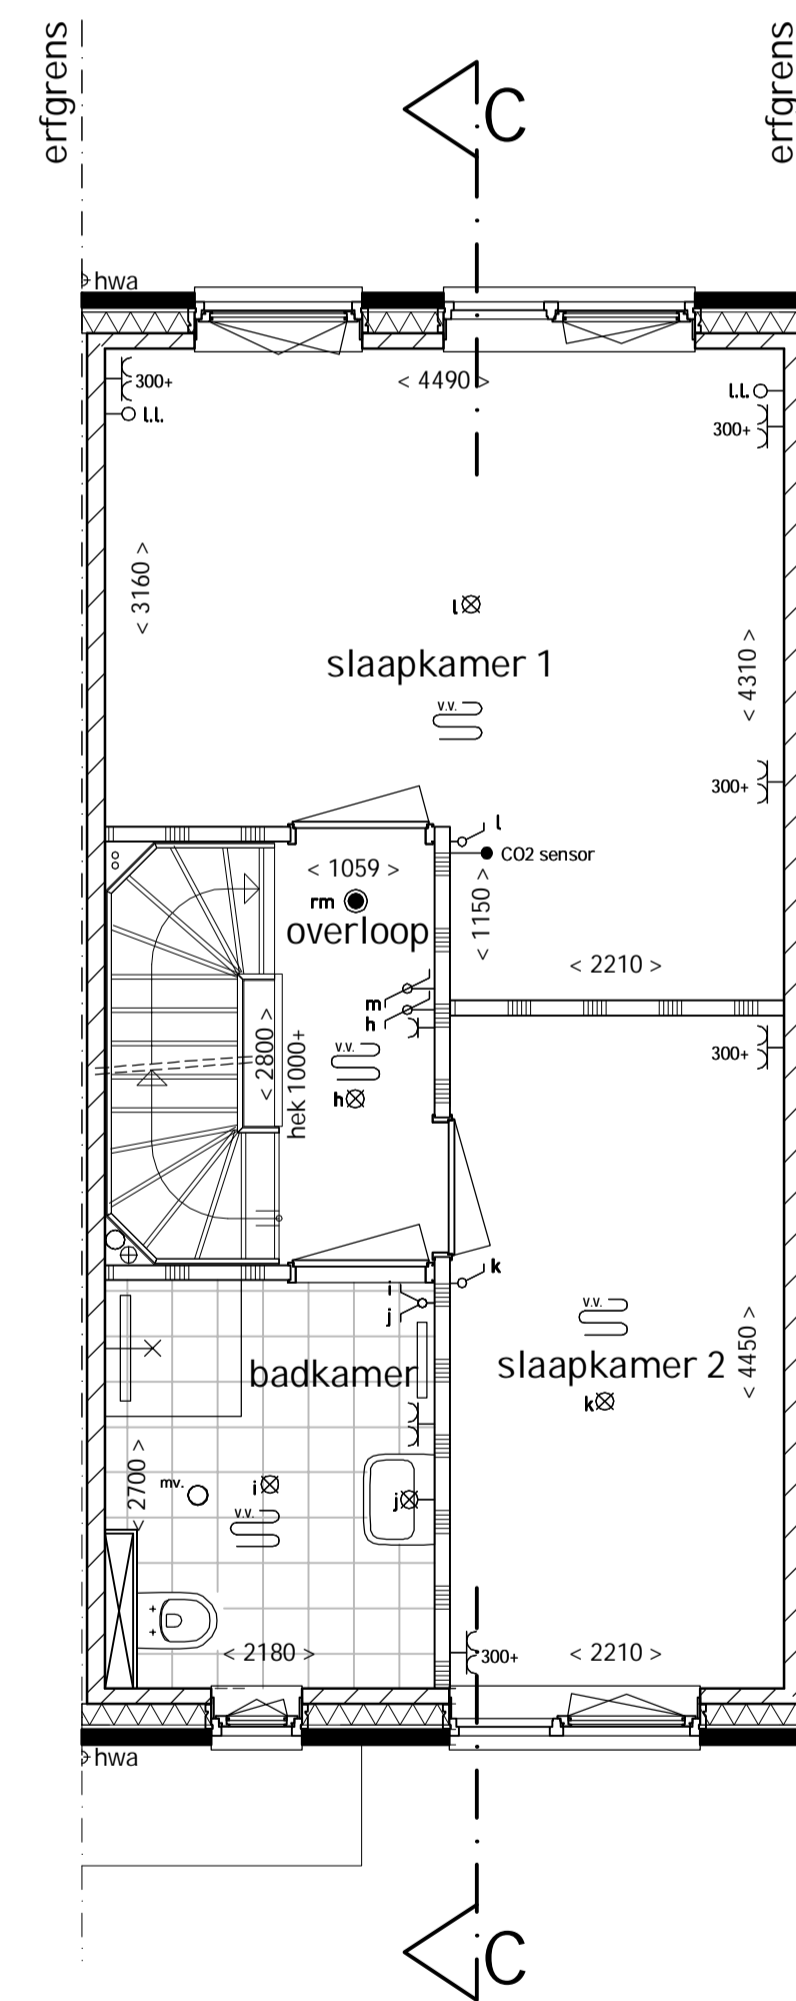 erfgrens
erfgrens
C
hwa
300+
l.l.
< 4490 >
l.l.
300+
< 3160 >
l
slaapkamer 1
v.v.
< 4310 >
300+
l
CO2 sensor
< 1059 >
rm
overloop
< 1150 >
< 2210 >
m
h
300+
< 2800 >
hek 1000+
v.v.
h
k
i
j
badkamer
v.v.
slaapkamer 2
< 4450 >
k
< 2700 >
mv.
i
j
v.v.
< 2180 >
300+
< 2210 >
hwa
C